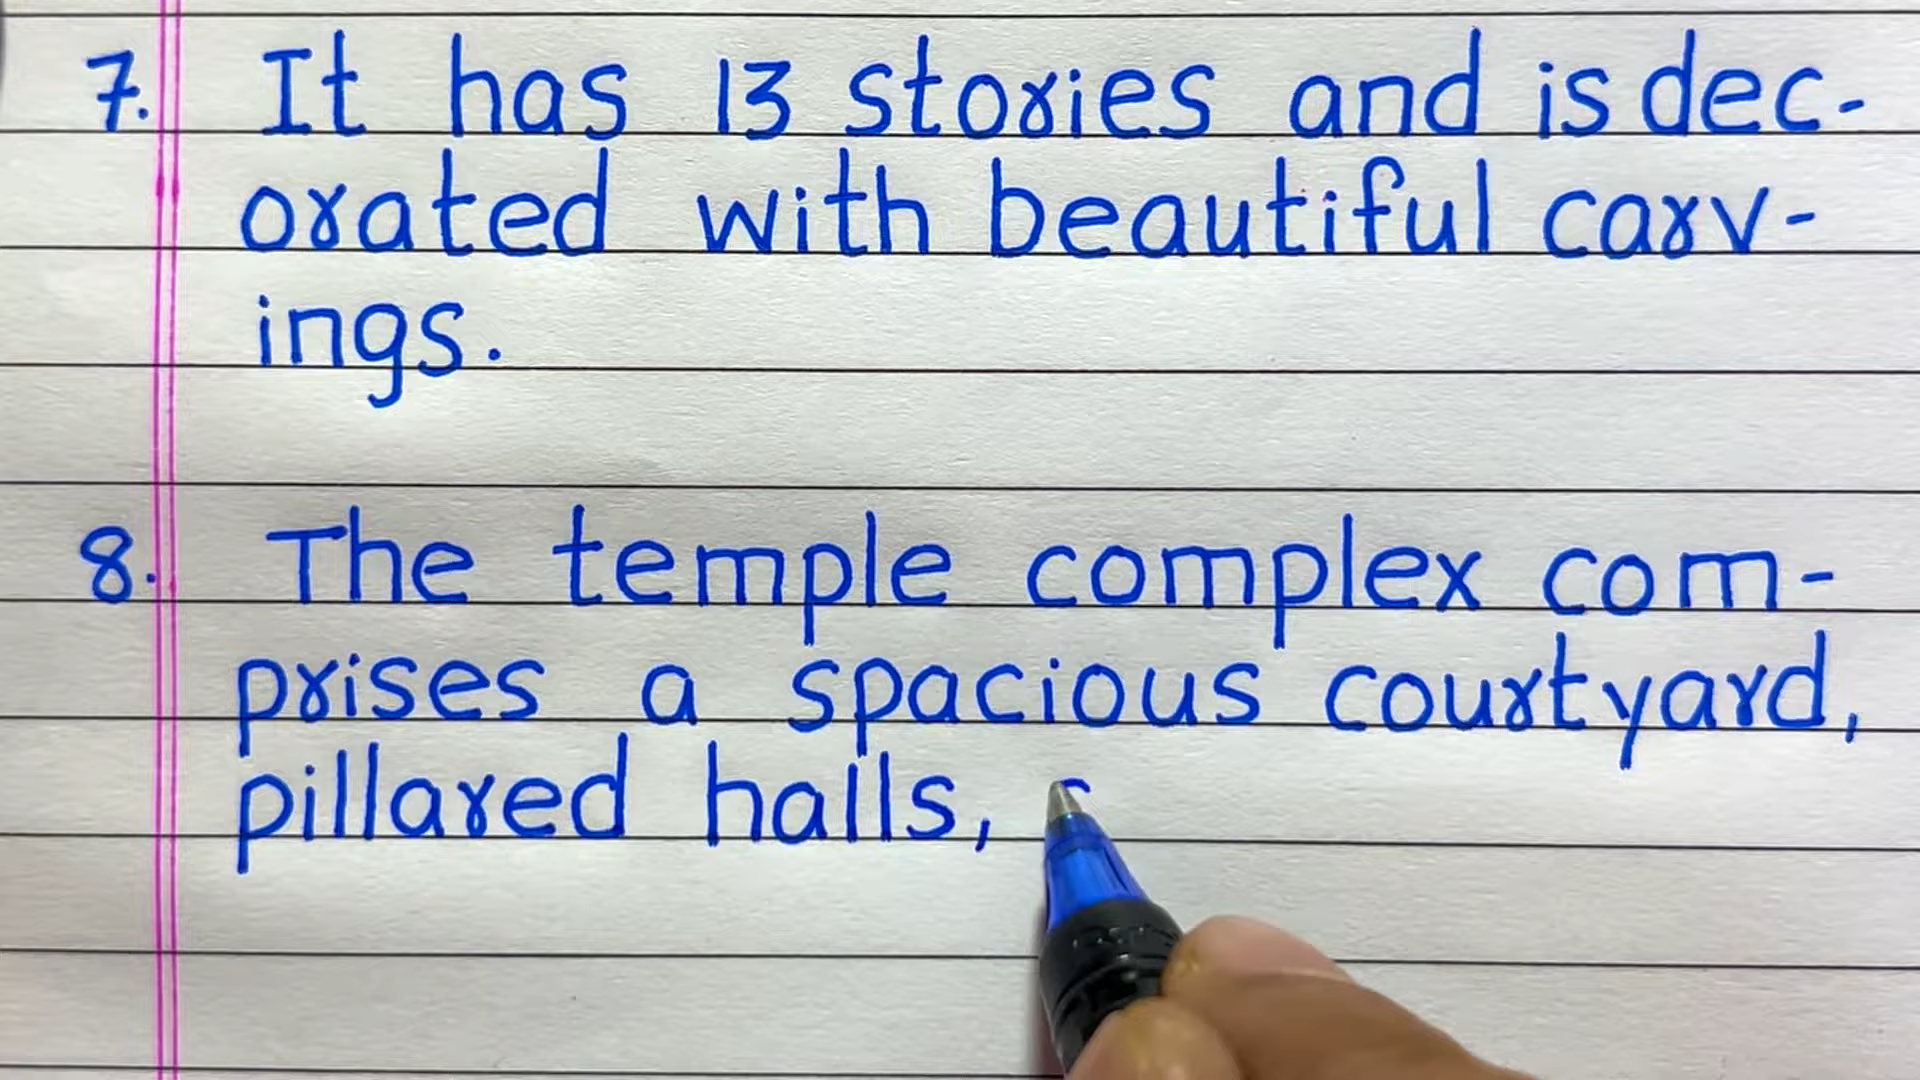 7. It has 13 stories and is dec-
orated with beautiful carv-
ings.
8. The temple complex com-
prises a spacious courtyard,
pillared halls,